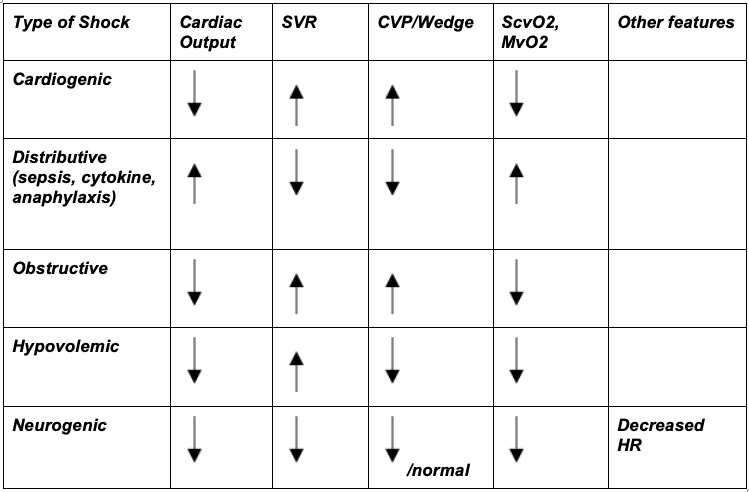 Type of Shock
Cardiac
Output
SVR
CVP/Wedge
ScvO2,
MvO2
Other features
Cardiogenic
Distributive
(sepsis, cytokine,
anaphylaxis)
Obstructive
Hypovolemic
Neurogenic
/normal
Decreased
HR